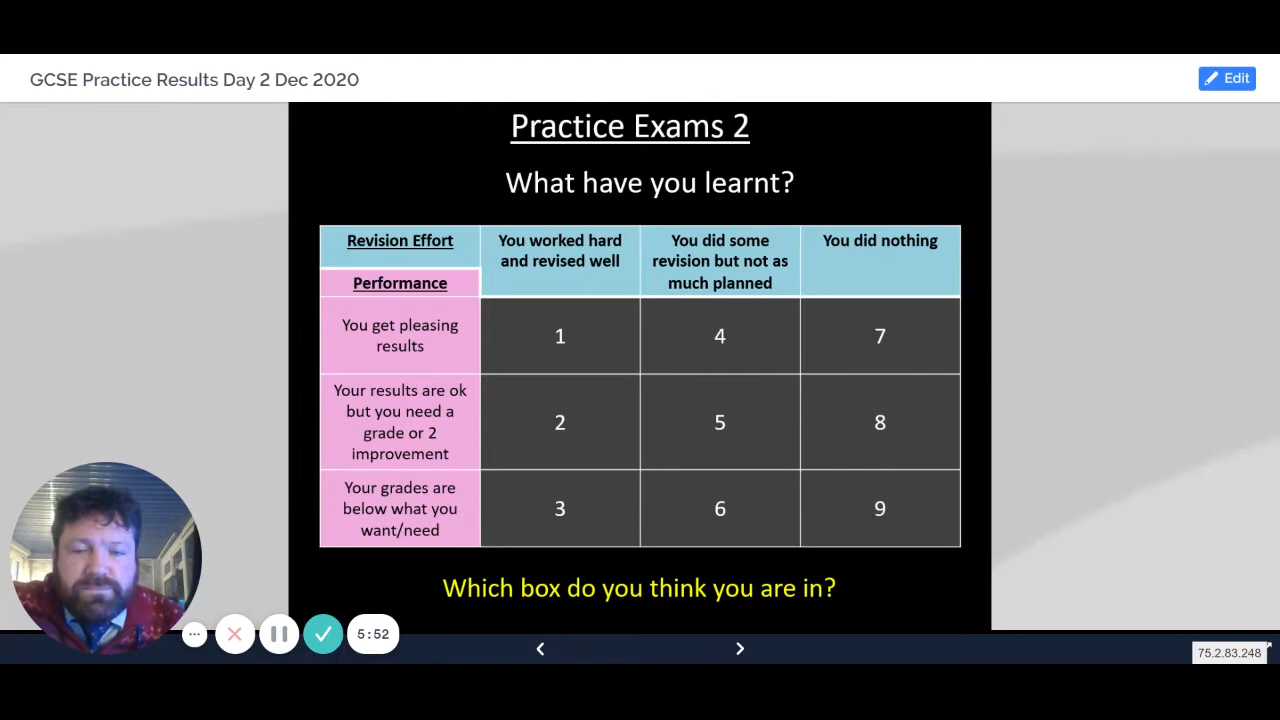 GCSE Practice Results Day 2 Dec 2020
Edit
Practice Exams 2
What have you learnt?
Revision Effort
You worked hard
and revised well
You did some
revision but not as
much planned
You did nothing
Performance
You get pleasing
results
1
4
7
Your results are ok
but you need a
grade or 2
improvement
2
5
8
Your grades are
below what you
want/need
3
6
9
Which box do you think you are in?
5:52
75.2.83.248